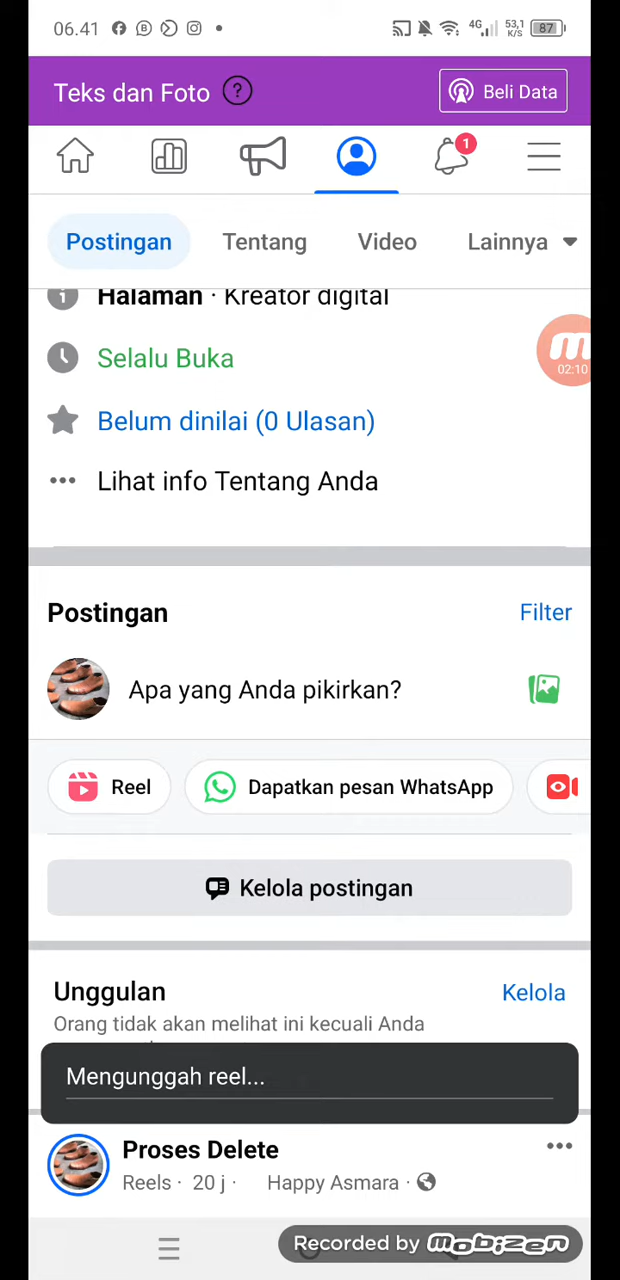 06.41
4G 53,1 K/S 87
Teks dan Foto ?
Beli Data
1
Postingan
Tentang
Video
Lainnya
Halaman · Kreator digital
Selalu Buka
m
02:10
Belum dinilai (0 Ulasan)
Lihat info Tentang Anda
Postingan
Filter
Apa yang Anda pikirkan?
Reel
Dapatkan pesan WhatsApp
Kelola postingan
Unggulan
Kelola
Orang tidak akan melihat ini kecuali Anda
Mengunggah reel...
Proses Delete
Reels · 20 j · Happy Asmara ·
Recorded by mobizen